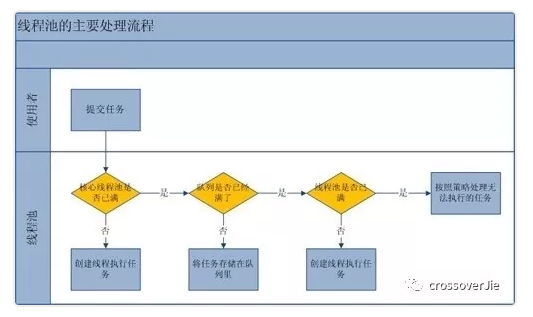 线程池的主要处理流程
使用者
提交任务
线程池
核心线程池是
否已满
是
队列是否已经
满了
是
线程池是否已
满
是
按照策略处理无
法执行的任务
否
否
否
创建线程执行任
务
将任务存储在队
列里
创建线程执行任
务
crossoverJie